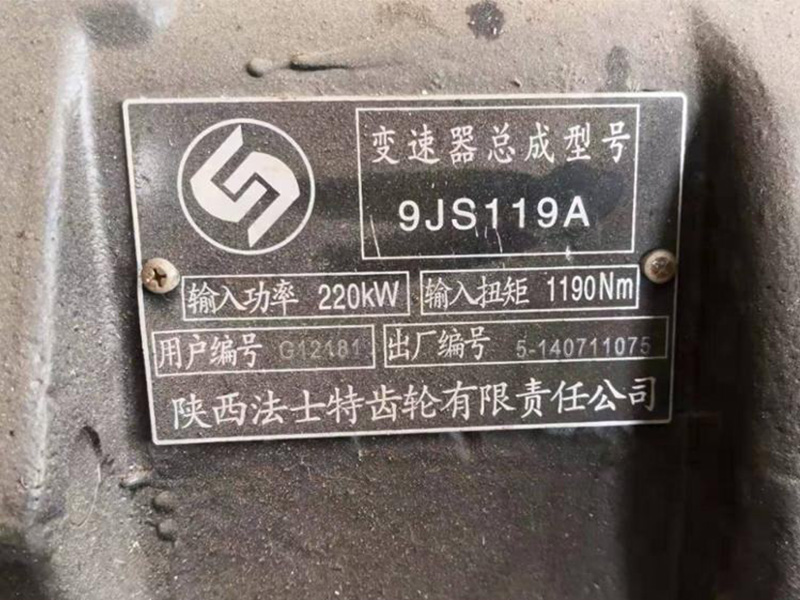 变速器总成型号
9JS119A
输入功率 220kW 输入扭矩 1190Nm
用户编号 G12481 出厂编号 5-140711075
陕西法士特齿轮有限责任公司